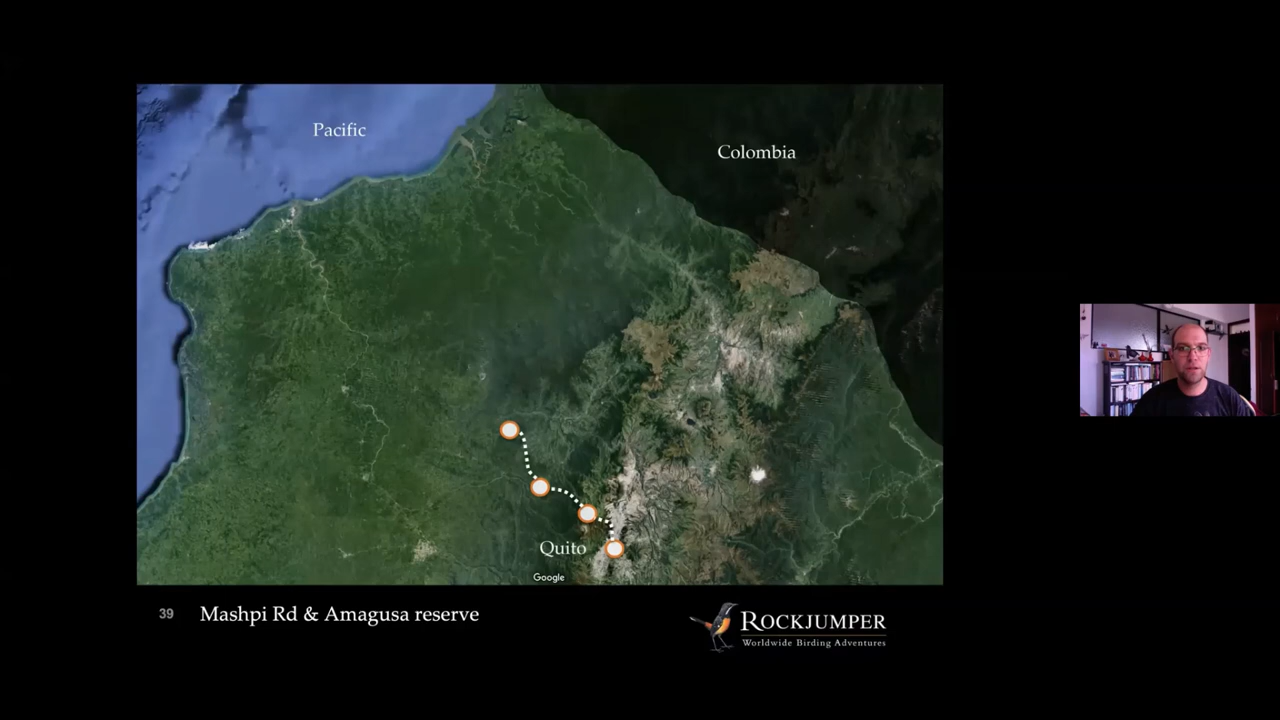 Pacific
Colombia
Quito
Google
39 Mashpi Rd & Amagusa reserve
ROCKJUMPER
Worldwide Birding Adventures